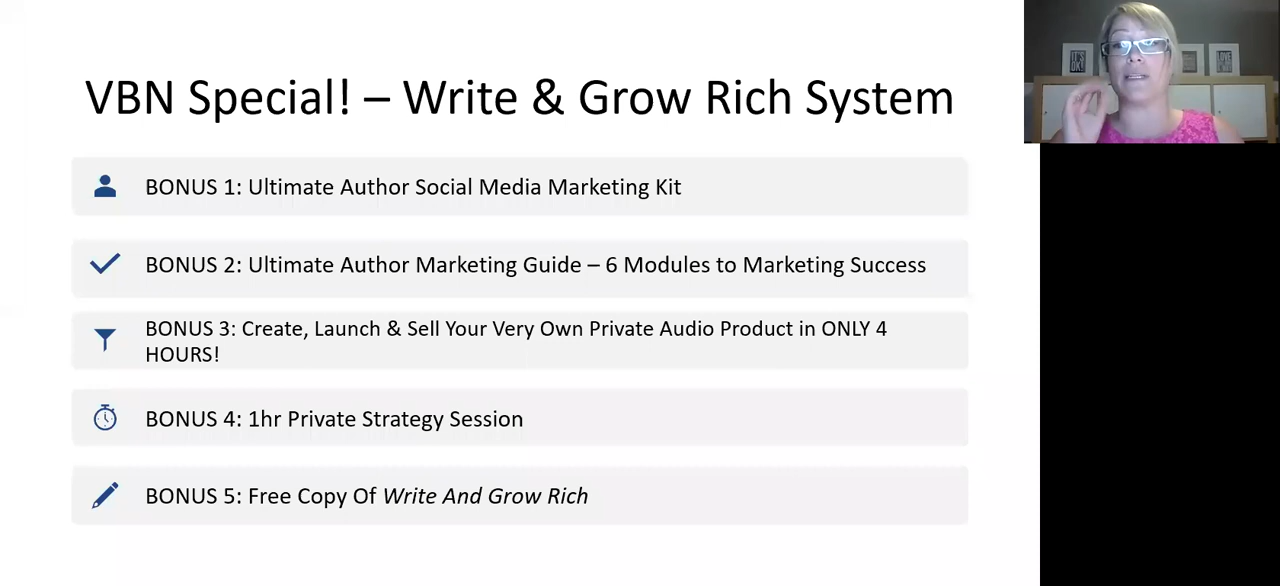 VBN Special! – Write & Grow Rich System
BONUS 1: Ultimate Author Social Media Marketing Kit
BONUS 2: Ultimate Author Marketing Guide – 6 Modules to Marketing Success
BONUS 3: Create, Launch & Sell Your Very Own Private Audio Product in ONLY 4
HOURS!
BONUS 4: 1hr Private Strategy Session
BONUS 5: Free Copy Of Write And Grow Rich